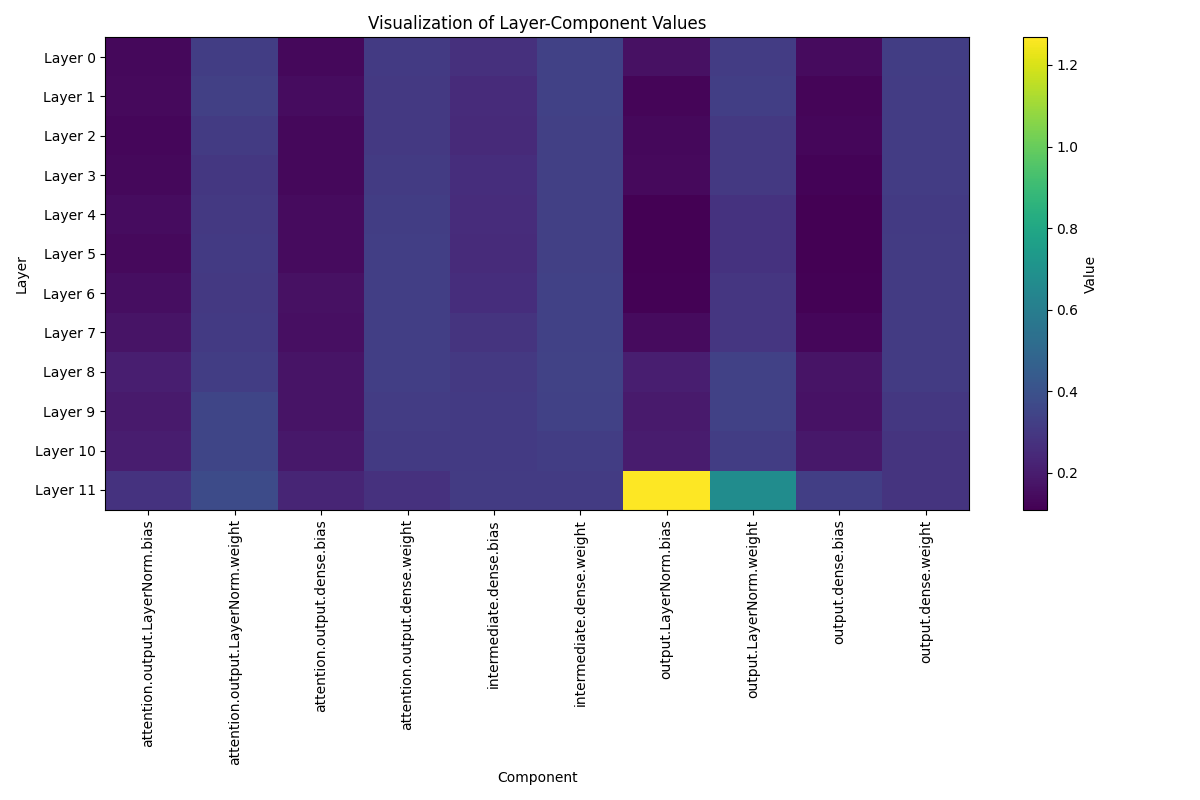 Visualization of Layer-Component Values
Layer 0
Layer 1
Layer 2
Layer 3
Layer 4
Layer 5
Layer 6
Layer 7
Layer 8
Layer 9
Layer 10
Layer 11
Layer
attention.output.LayerNorm.bias
attention.output.LayerNorm.weight
attention.output.dense.bias
attention.output.dense.weight
intermediate.dense.bias
intermediate.dense.weight
output.LayerNorm.bias
output.LayerNorm.weight
output.dense.bias
output.dense.weight
Component
1.2
1.0
0.8
0.6
0.4
0.2
Value